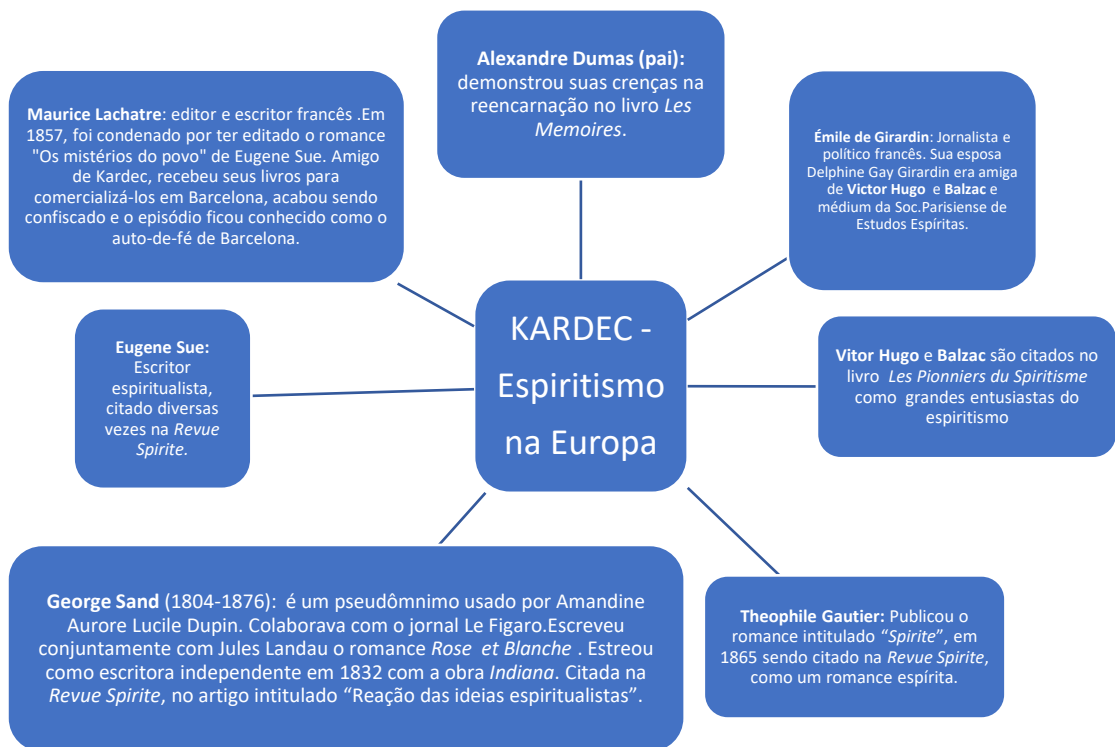 Alexandre Dumas (pai):
demonstrou suas crenças na
reencarnação no livro Les
Memoires.
Maurice Lachatre: editor e escritor francês .Em
1857, foi condenado por ter editado o romance
"Os mistérios do povo" de Eugene Sue. Amigo
de Kardec, recebeu seus livros para
comercializá-los em Barcelona, acabou sendo
confiscado e o episódio ficou conhecido como o
auto-de-fé de Barcelona.
Émile de Girardin: Jornalista e
político francês. Sua esposa
Delphine Gay Girardin era amiga
de Victor Hugo e Balzac e
médium da Soc.Parisiense de
Estudos Espíritas.
KARDEC -
Espiritismo
na Europa
Eugene Sue:
Escritor
espiritualista,
citado diversas
vezes na Revue
Spirite.
Vitor Hugo e Balzac são citados no
livro Les Pionniers du Spiritisme
como grandes entusiastas do
espiritismo
George Sand (1804-1876): é um pseudômnimo usado por Amandine
Aurore Lucile Dupin. Colaborava com o jornal Le Figaro.Escreveu
conjuntamente com Jules Landau o romance Rose et Blanche . Estreou
como escritora independente em 1832 com a obra Indiana. Citada na
Revue Spirite, no artigo intitulado “Reação das ideias espiritualistas”.
Theophile Gautier: Publicou o
romance intitulado “Spirite”, em
1865 sendo citado na Revue Spirite,
como um romance espírita.